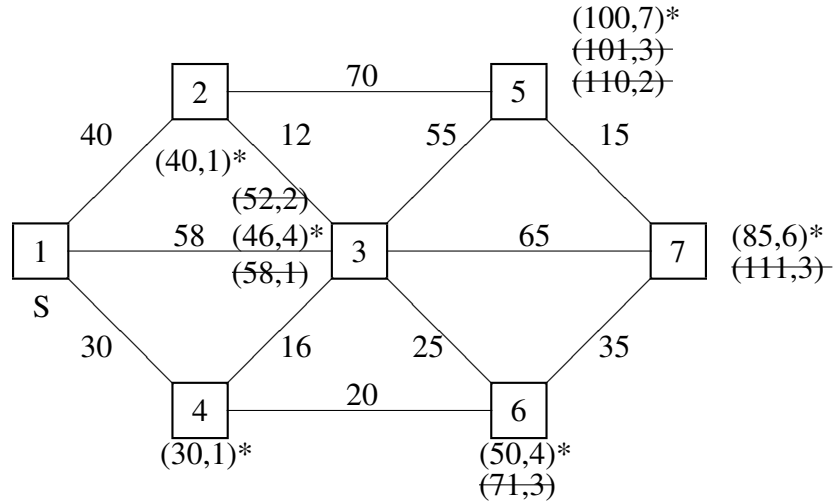 (100,7)*
(101,3)
(110,2)
2 70 5
40 12 55 15
(40,1)*
(52,2)
1 58 (46,4)* 3 65 7 (85,6)*
(58,1) (111,3)
S
30 16 25 35
4 20 6
(30,1)* (50,4)*
(71,3)